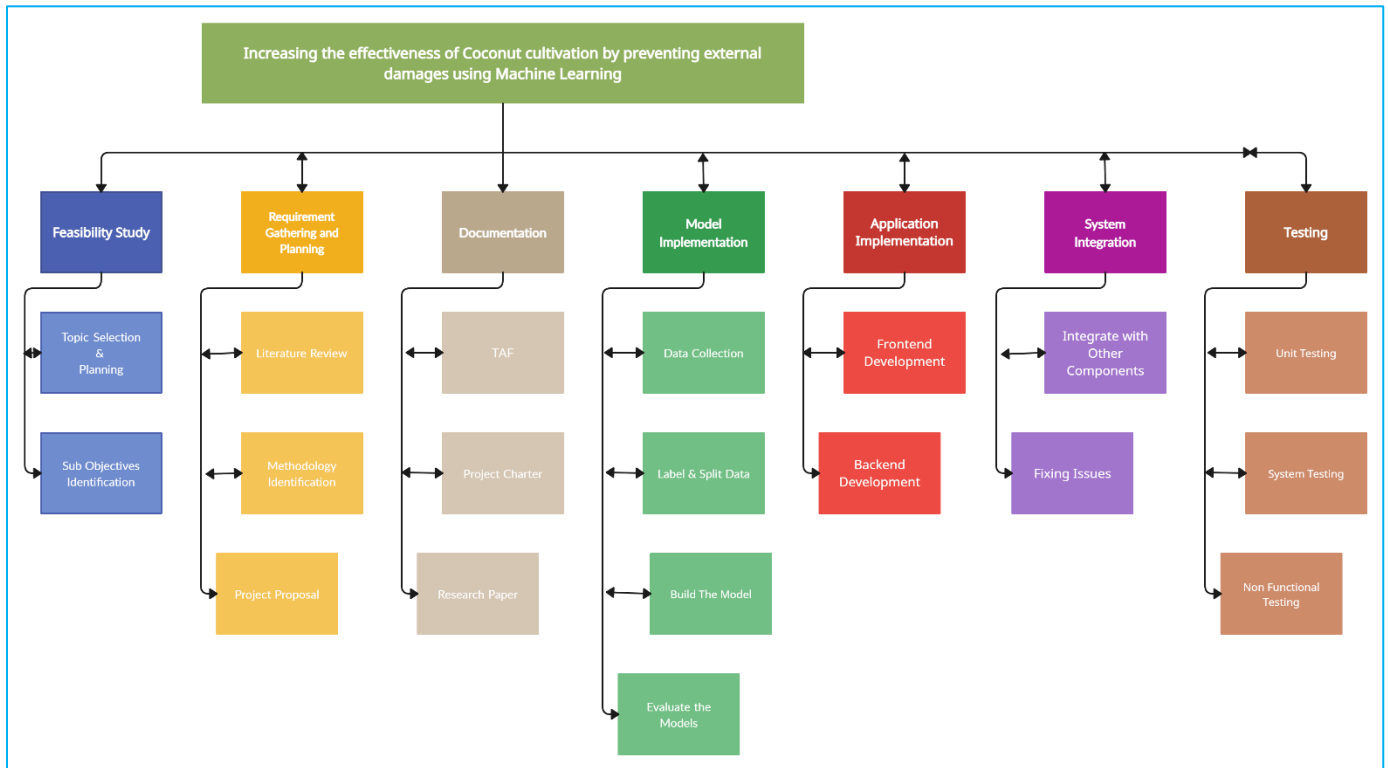 Increasing the effectiveness of Coconut cultivation by preventing external
damages using Machine Learning
Feasibility Study
Requirement
Gathering and
Planning
Documentation
Model
Implementation
Application
Implementation
System
Integration
Testing
Topic Selection
&
Planning
Literature Review
TAF
Data Collection
Frontend
Development
Integrate with
Other
Components
Unit Testing
Sub Objectives
Identification
Methodology
Identification
Project Charter
Label & Split Data
Backend
Development
Fixing Issues
System Testing
Project Proposal
Research Paper
Build The Model
Non Functional
Testing
Evaluate the
Models